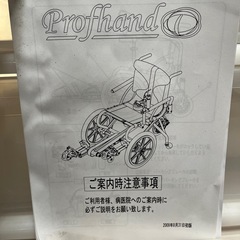 Profhand
ご案内時注意事項
ご利用者様、病医院へのご案内時に
必ずご説明をお願い致します。